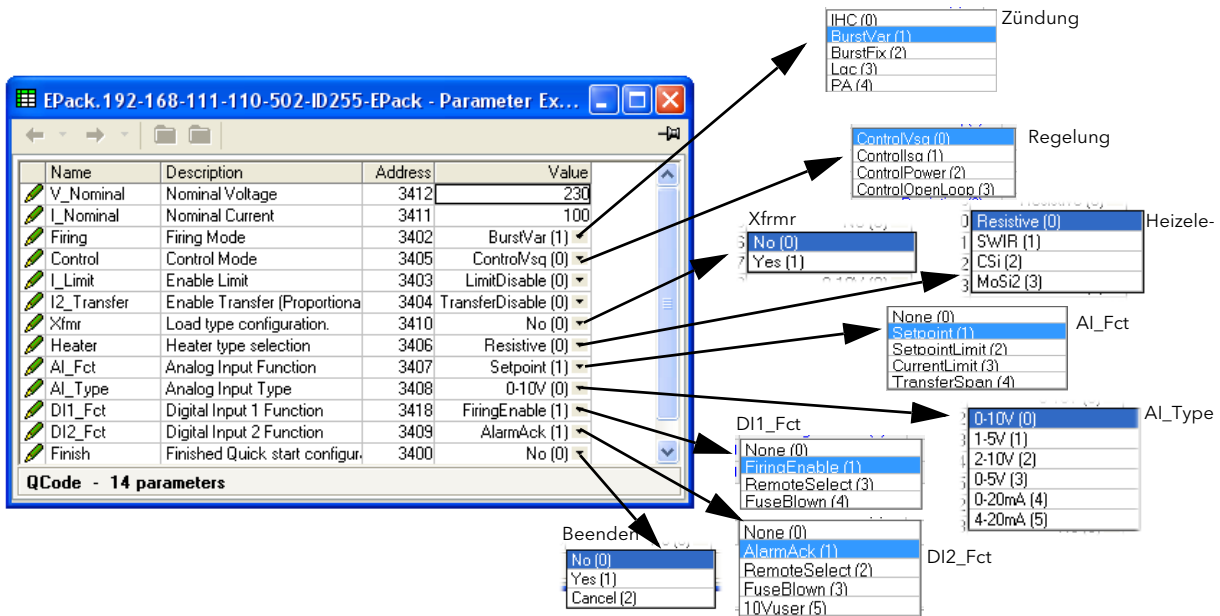 IHC (0)
BurstVar (1)
BurstFix (2)
Lac (3)
PA (4)
Zündung
EPack.192-168-111-110-502-ID255-EPack - Parameter Ex...
Name Description Address Value
V_Nominal Nominal Voltage 3412 230
I_Nominal Nominal Current 3411 100
Firing Firing Mode 3402 BurstVar (1)
Control Control Mode 3405 ControlVsq (0)
I_Limit Enable Limit 3403 LimitDisable (0)
I2_Transfer Enable Transfer (Proportiona 3404 TransferDisable (0)
Xfmr Load type configuration. 3410 No (0)
Heater Heater type selection 3406 Resistive (0)
AI_Fct Analog Input Function 3407 Setpoint (1)
AI_Type Analog Input Type 3408 0-10V (0)
DI1_Fct Digital Input 1 Function 3418 FiringEnable (1)
DI2_Fct Digital Input 2 Function 3409 AlarmAck (1)
Finish Finished Quick start configur 3400 No (0)
QCode - 14 parameters
ControlVsq (0)
ControlIsq (1)
ControlPower (2)
ControlOpenLoop (3)
Regelung
Xfrmr
No (0)
Yes (1)
Resistive (0)
SWIR (1)
CSi (2)
MoSi2 (3)
Heizele-
None (0)
Setpoint (1)
SetpointLimit (2)
CurrentLimit (3)
TransferSpan (4)
AI_Fct
0-10V (0)
1-5V (1)
2-10V (2)
0-5V (3)
0-20mA (4)
4-20mA (5)
AI_Type
DI1_Fct
None (0)
FiringEnable (1)
RemoteSelect (3)
FuseBlown (4)
None (0)
AlarmAck (1)
RemoteSelect (2)
FuseBlown (3)
10Vuser (5)
DI2_Fct
Beenden
No (0)
Yes (1)
Cancel (2)